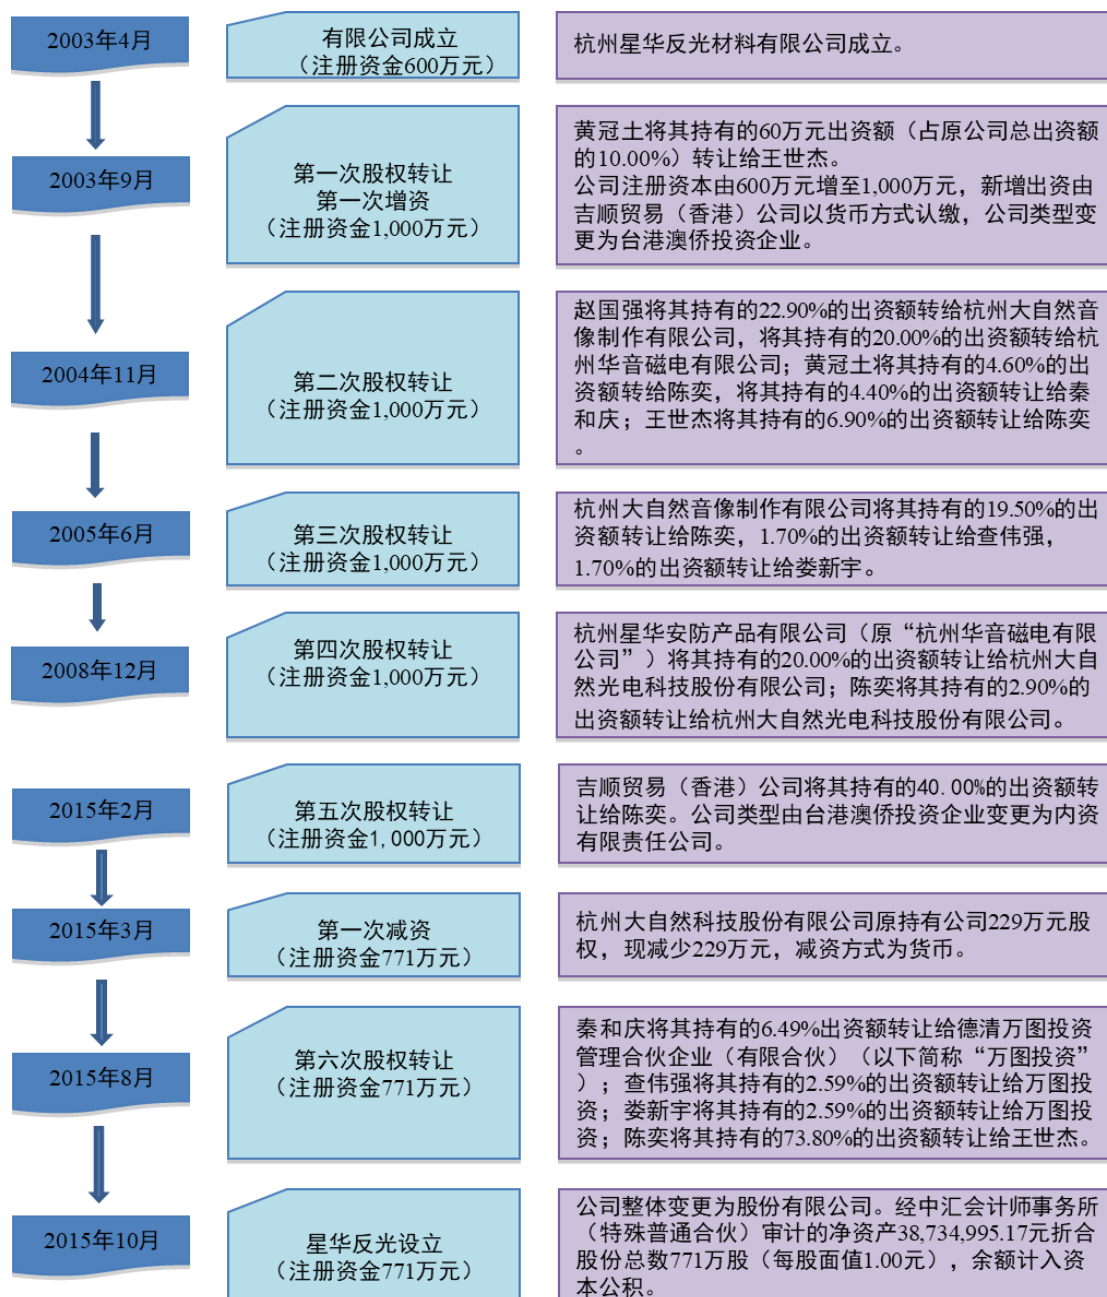 2003年4月
有限公司成立
（注册资金600万元）
杭州星华反光材料有限公司成立。
2003年9月
第一次股权转让
第一次增资
（注册资金1,000万元）
黄冠土将其持有的60万元出资额（占原公司总出资额
的10.00%）转让给王世杰。
公司注册资本由600万元增至1,000万元，新增出资由
吉顺贸易（香港）公司以货币方式认缴，公司类型变
更为台港澳侨投资企业。
2004年11月
第二次股权转让
（注册资金1,000万元）
赵国强将其持有的22.90%的出资额转给杭州大自然音
像制作有限公司，将其持有的20.00%的出资额转给杭
州华音磁电有限公司；黄冠土将其持有的4.60%的出
资额转给陈奕，将其持有的4.40%的出资额转让给秦
和庆；王世杰将其持有的6.90%的出资额转让给陈奕
。
2005年6月
第三次股权转让
（注册资金1,000万元）
杭州大自然音像制作有限公司将其持有的19.50%的出
资额转让给陈奕，1.70%的出资额转让给查伟强，
1.70%的出资额转让给娄新宇。
2008年12月
第四次股权转让
（注册资金1,000万元）
杭州星华安防产品有限公司（原“杭州华音磁电有限
公司”）将其持有的20.00%的出资额转让给杭州大自
然光电科技股份有限公司；陈奕将其持有的2.90%的
出资额转让给杭州大自然光电科技股份有限公司。
2015年2月
第五次股权转让
（注册资金1,000万元）
吉顺贸易（香港）公司将其持有的40.00%的出资额转
让给陈奕。公司类型由台港澳侨投资企业变更为内资
有限责任公司。
2015年3月
第一次减资
（注册资金771万元）
杭州大自然科技股份有限公司原持有公司229万元股
权，现减少229万元，减资方式为货币。
2015年8月
第六次股权转让
（注册资金771万元）
秦和庆将其持有的6.49%出资额转让给德清万图投资
管理合伙企业（有限合伙）（以下简称“万图投资”
）；查伟强将其持有的2.59%的出资额转让给万图投
资；娄新宇将其持有的2.59%的出资额转让给万图投
资；陈奕将其持有的73.80%的出资额转让给王世杰。
2015年10月
星华反光设立
（注册资金771万元）
公司整体变更为股份有限公司。经中汇会计师事务所
（特殊普通合伙）审计的净资产38,734,995.17元折合
股份总数771万股（每股面值1.00元），余额计入资
本公积。